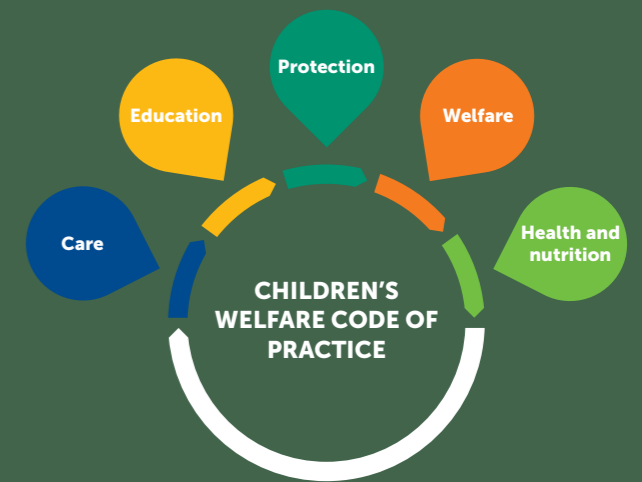 Protection
Education
Welfare
Care
Health and
nutrition
CHILDREN'S
WELFARE CODE OF
PRACTICE